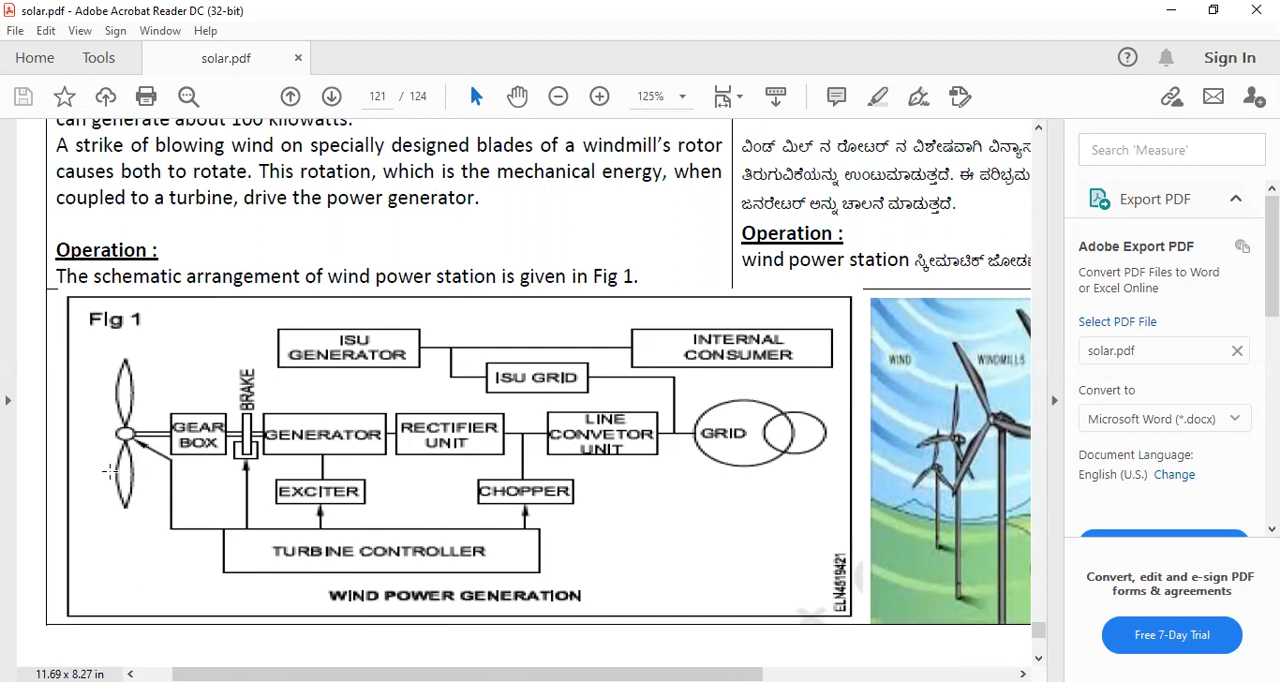 solar.pdf - Adobe Acrobat Reader DC (32-bit)
File Edit View Sign Window Help
Home Tools solar.pdf × Sign In
121 / 124 125%
can generate about 100 kilowatts.
A strike of blowing wind on specially designed blades of a windmill's rotor
causes both to rotate. This rotation, which is the mechanical energy, when
coupled to a turbine, drive the power generator.
Operation :
The schematic arrangement of wind power station is given in Fig 1.
ವಿಂಡ್ ಮಿಲ್ ನ ರೋಟರ್ ನ ವಿಶೇಷವಾಗಿ ವಿನ್ಯಾಸ
ತಿರುಗುವಿಕೆಯನ್ನು ಉಂಟುಮಾಡುತ್ತದೆ. ಈ ಪರಿಭ್ರಮ
ಜನರೇಟರ್ ಅನ್ನು ಚಾಲನೆ ಮಾಡುತ್ತದೆ.
Operation :
wind power station ಸ್ಕೀಮಾಟಿಕ್ ಜೋಡ
FIg 1
ISU
GENERATOR
INTERNAL
CONSUMER
ISU GRID
BRAKE
GEAR
BOX
GENERATOR
RECTIFIER
UNIT
LINE
CONVETOR
UNIT
GRID
EXCITER
CHOPPER
TURBINE CONTROLLER
WIND POWER GENERATION
ELN4519421
WIND
WINDMILLS
Search 'Measure'
Export PDF
Adobe Export PDF
Convert PDF Files to Word
or Excel Online
Select PDF File
solar.pdf
Convert to
Microsoft Word (*.docx)
Document Language:
English (U.S.) Change
Convert, edit and e-sign PDF
forms & agreements
Free 7-Day Trial
11.69 x 8.27 in